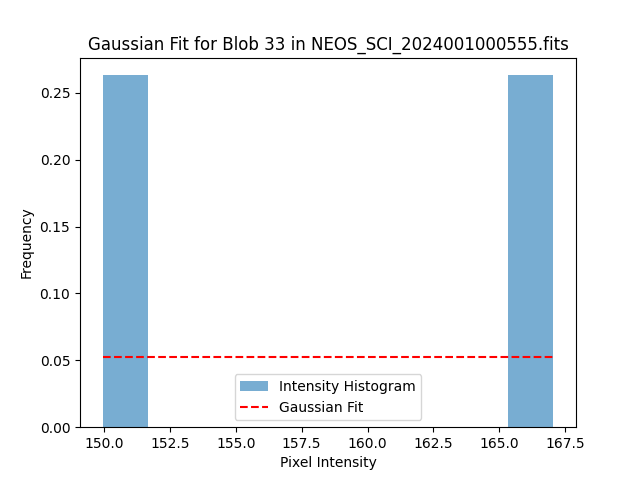 Gaussian Fit for Blob 33 in NEOS_SCI_2024001000555.fits
Frequency
0.25
0.20
0.15
0.10
0.05
0.00
Intensity Histogram
Gaussian Fit
150.0 152.5 155.0 157.5 160.0 162.5 165.0 167.5
Pixel Intensity